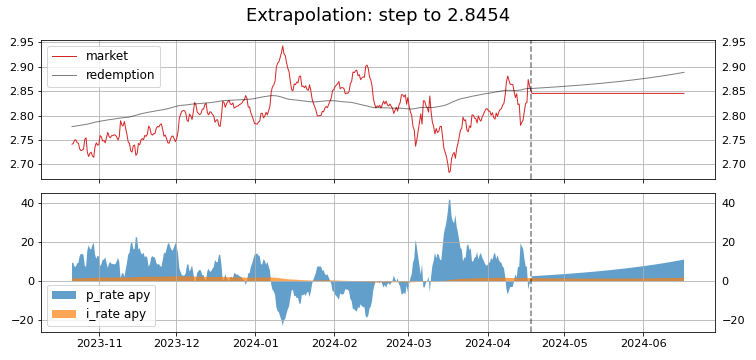 Extrapolation: step to 2.8454
2.95 2.95
2.90 2.90
2.85 2.85
2.80 2.80
2.75 2.75
2.70 2.70
market
redemption
40 40
20 20
0 0
−20 −20
p_rate apy
i_rate apy
2023-11 2023-12 2024-01 2024-02 2024-03 2024-04 2024-05 2024-06